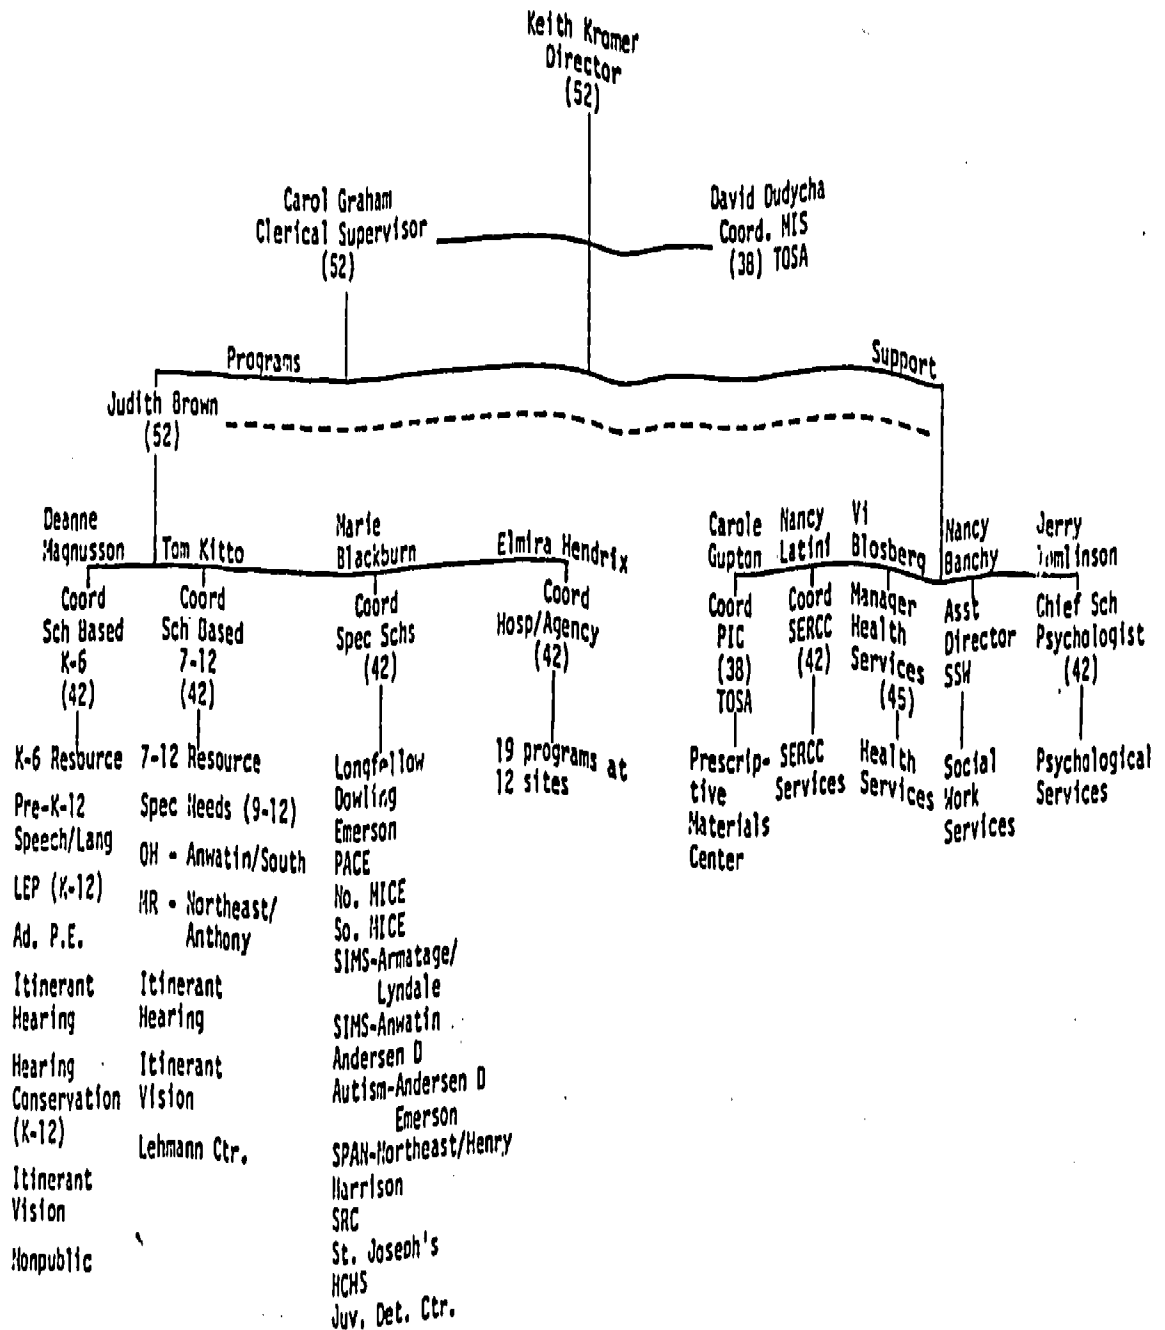 Keith Kromer
Director
(52)
Carol Graham
Clerical Supervisor
(52)
David Dudycha
Coord. MIS
(38) TOSA
Programs
Support
Judith Brown
(52)
Deanne
Magnusson
Coord
Sch Based
K-6
(42)
K-6 Resource
Pre-K-12
Speech/Lang
LEP (K-12)
Ad. P.E.
Itinerant
Hearing
Hearing
Conservation
(K-12)
Itinerant
Vision
Nonpublic
Tom Kitto
Coord
Sch Based
7-12
(42)
7-12 Resource
Spec Needs (9-12)
OH - Anwatin/South
MR - Northeast/
Anthony
Itinerant
Hearing
Itinerant
Vision
Lehmann Ctr.
Marie
Blackburn
Coord
Spec Schs
(42)
Longfellow
Dowling
Emerson
PACE
No. MICE
So. MICE
SIMS-Armatage/
Lyndale
SIMS-Anwatin
Andersen D
Autism-Andersen D
Emerson
SPAN-Northeast/Henry
Harrison
SRC
St. Joseph's
HCHS
Juv. Det. Ctr.
Elmira Hendrix
Coord
Hosp/Agency
(42)
19 programs at
12 sites
Carole
Gupton
Coord
PIC
(38)
TOSA
Prescrip-
tive
Materials
Center
Nancy
Latini
Coord
SERCC
(42)
SERCC
Services
Vi
Blosberg
Manager
Health
Services
(45)
Health
Services
Nancy
Banchy
Asst
Director
SSW
Social
Work
Services
Jerry
Tomlinson
Chief Sch
Psychologist
(42)
Psychological
Services